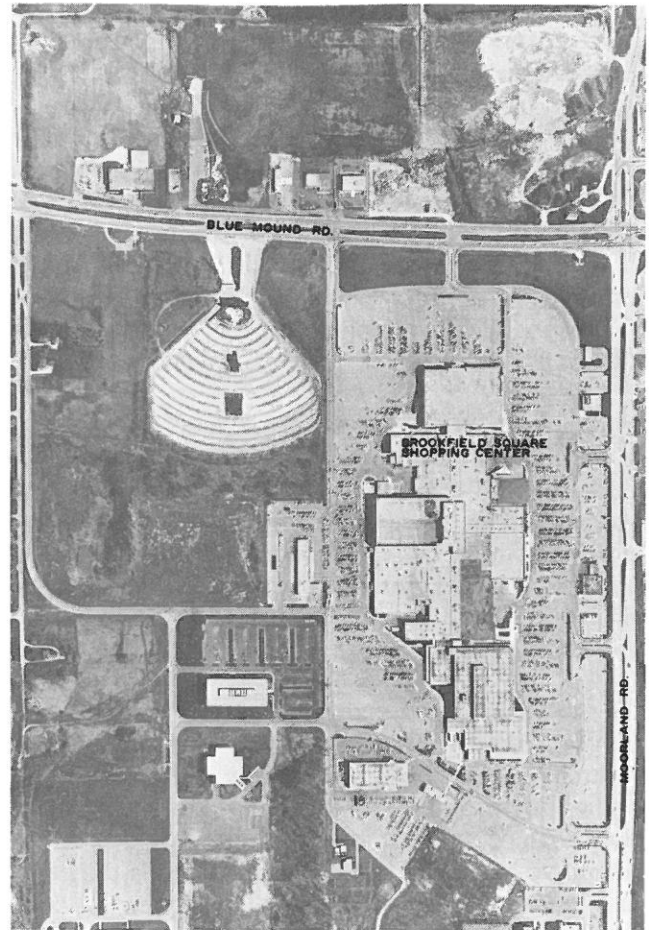 BLUE MOUND RD.
BROOKFIELD SQUARE
SHOPPING CENTER
MOORLAND RD.